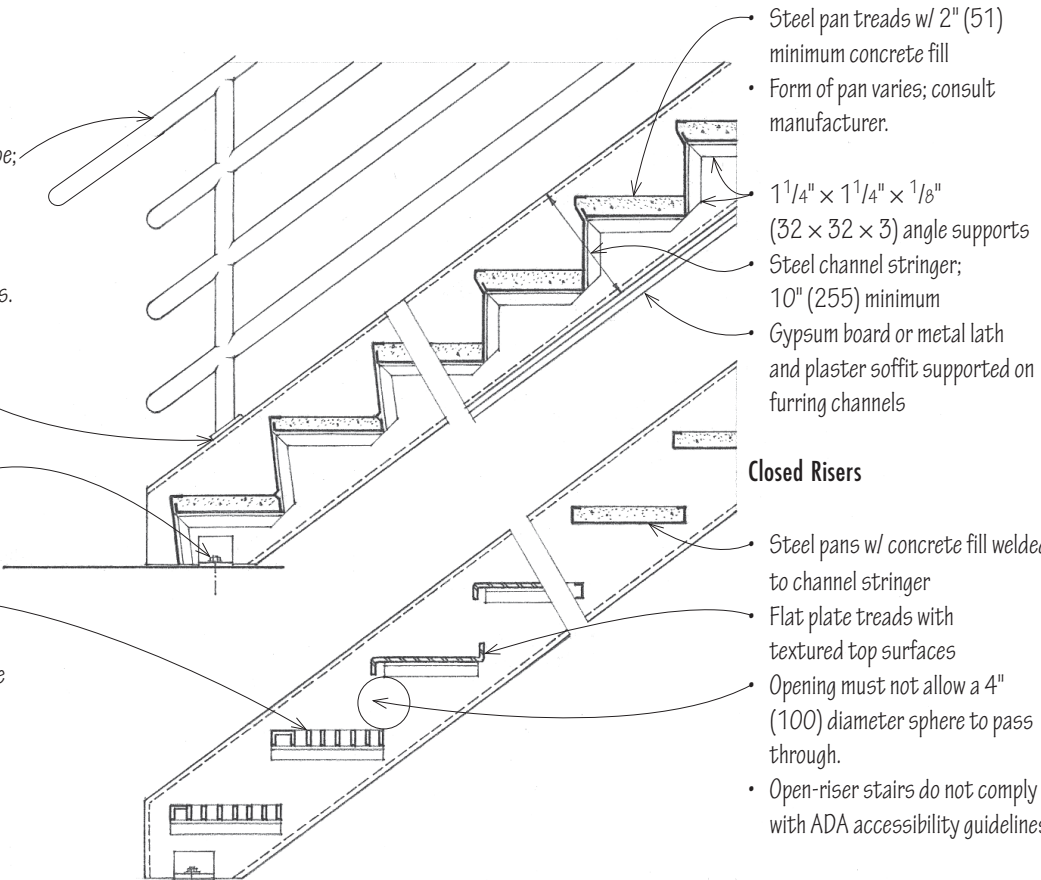 Steel pan treads w/ 2" (51)
minimum concrete fill
Form of pan varies; consult
manufacturer.
1 1/4" × 1 1/4" × 1/8"
(32 × 32 × 3) angle supports
Steel channel stringer;
10" (255) minimum
Gypsum board or metal lath
and plaster soffit supported on
furring channels
Closed Risers
Steel pans w/ concrete fill welded
to channel stringer
Flat plate treads with
textured top surfaces
Opening must not allow a 4"
(100) diameter sphere to pass
through.
Open-riser stairs do not comply
with ADA accessibility guidelines